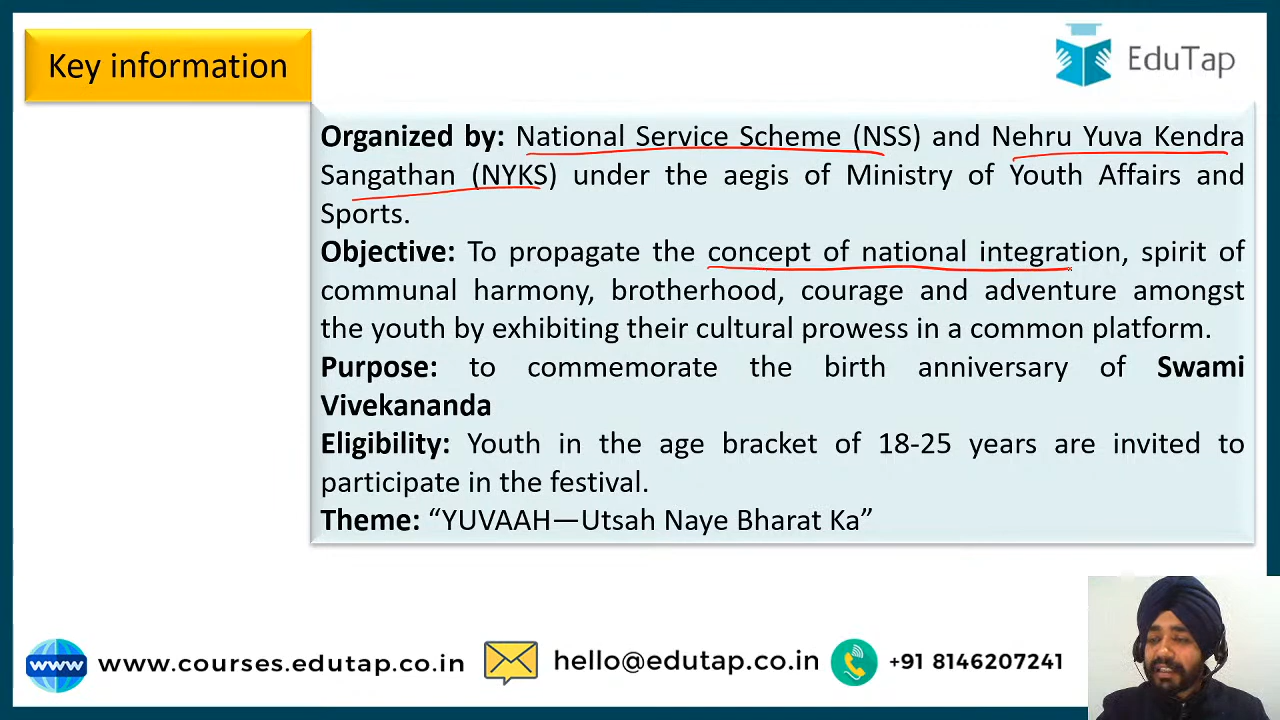 Key information
EduTap
Organized by: National Service Scheme (NSS) and Nehru Yuva Kendra
Sangathan (NYKS) under the aegis of Ministry of Youth Affairs and
Sports.
Objective: To propagate the concept of national integration, spirit of
communal harmony, brotherhood, courage and adventure amongst
the youth by exhibiting their cultural prowess in a common platform.
Purpose: to commemorate the birth anniversary of Swami
Vivekananda
Eligibility: Youth in the age bracket of 18-25 years are invited to
participate in the festival.
Theme: “YUVAAH—Utsah Naye Bharat Ka”
www www.courses.edutap.co.in
hello@edutap.co.in
+91 8146207241